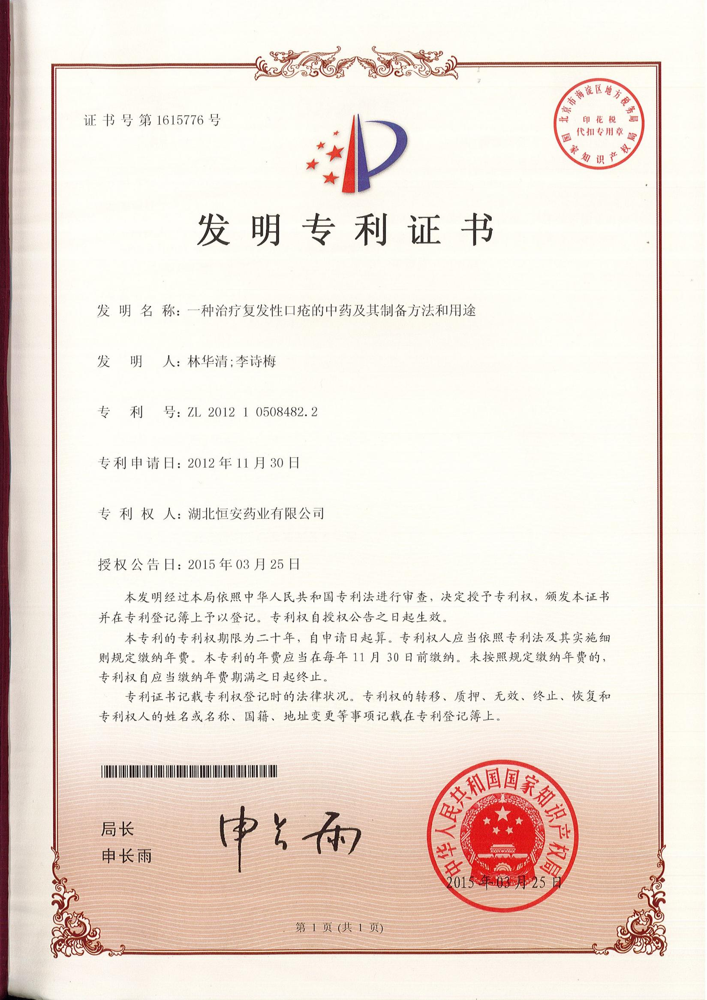 证书号第1615776号
北京市海淀区地方税务局
印花税
代扣专用章
国家知识产权局
发明专利证书
发明名称：一种治疗复发性口疮的中药及其制备方法和用途
发明人：林华清;李诗梅
专利号：ZL 2012 1 0508482.2
专利申请日：2012年11月30日
专利权人：湖北恒安药业有限公司
授权公告日：2015年03月25日
本发明经过本局依照中华人民共和国专利法进行审查，决定授予专利权，颁发本证书
并在专利登记簿上予以登记。专利权自授权公告之日起生效。
本专利的专利权期限为二十年，自申请日起算。专利权人应当依照专利法及其实施细
则规定缴纳年费。本专利的年费应当在每年11月30日前缴纳。未按照规定缴纳年费的，
专利权自应当缴纳年费期满之日起终止。
专利证书记载专利权登记时的法律状况。专利权的转移、质押、无效、终止、恢复和
专利权人的姓名或名称、国籍、地址变更等事项记载在专利登记簿上。
局长
申长雨
申长雨
中华人民共和国国家知识产权局
2015年03月25日
第1页(共1页)